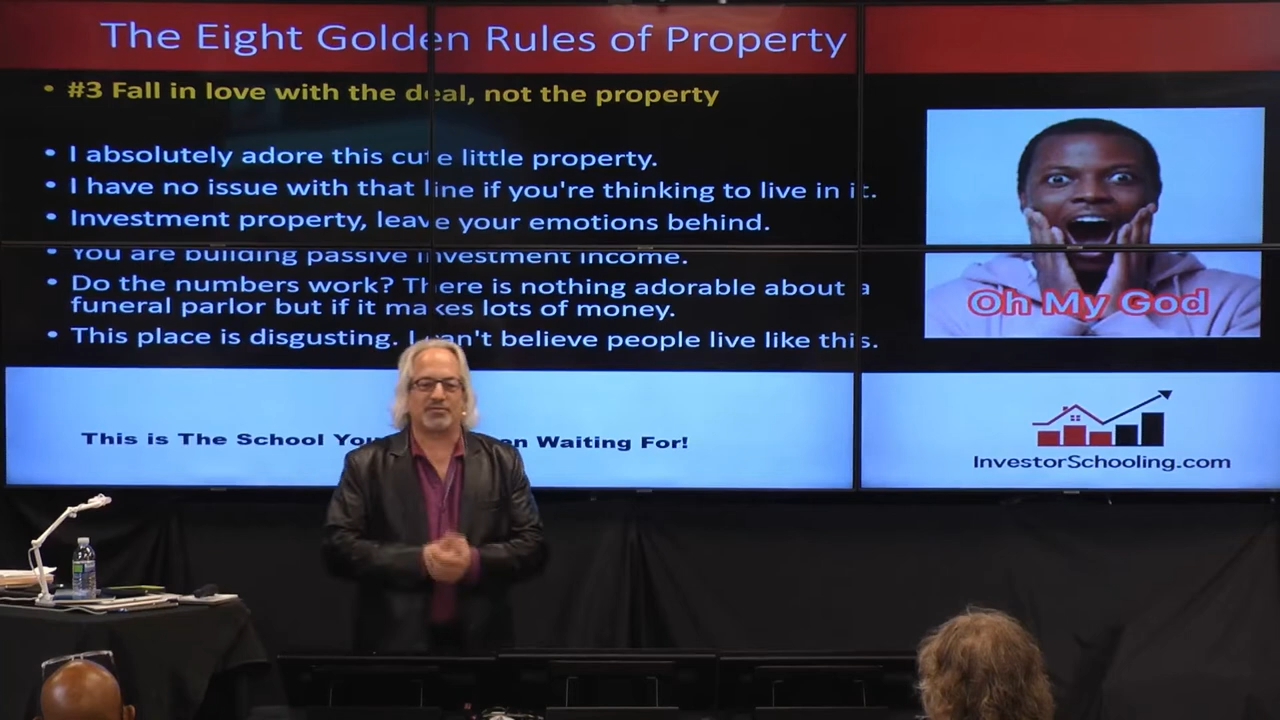 The Eight Golden Rules of Property
• #3 Fall in love with the deal, not the property
• I absolutely adore this cute little property.
• I have no issue with that line if you're thinking to live in it.
• Investment property, leave your emotions behind.
• You are building passive investment income.
• Do the numbers work? There is nothing adorable about a
funeral parlor but if it makes lots of money.
• This place is disgusting. I can't believe people live like this.
Oh My God
This is The School You Waiting For!
InvestorSchooling.com